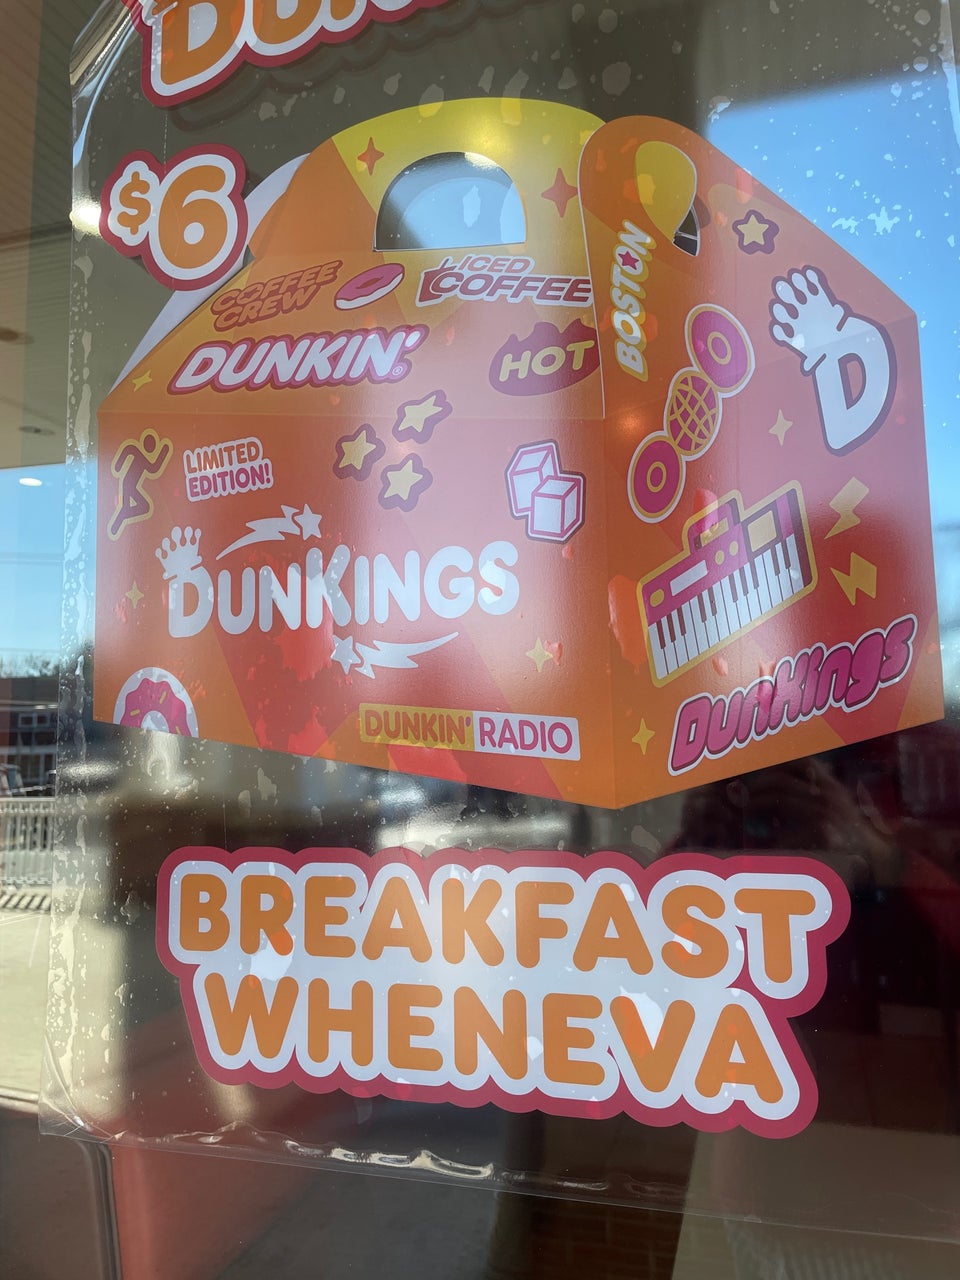 $6
COFFEE
CREW
ICED
COFFEE
BOSTON
DUNKIN'®
HOT
D
LIMITED
EDITION!
DUNKINGS
DUNKINGS
DUNKIN' RADIO
BREAKFAST
WHENEVA